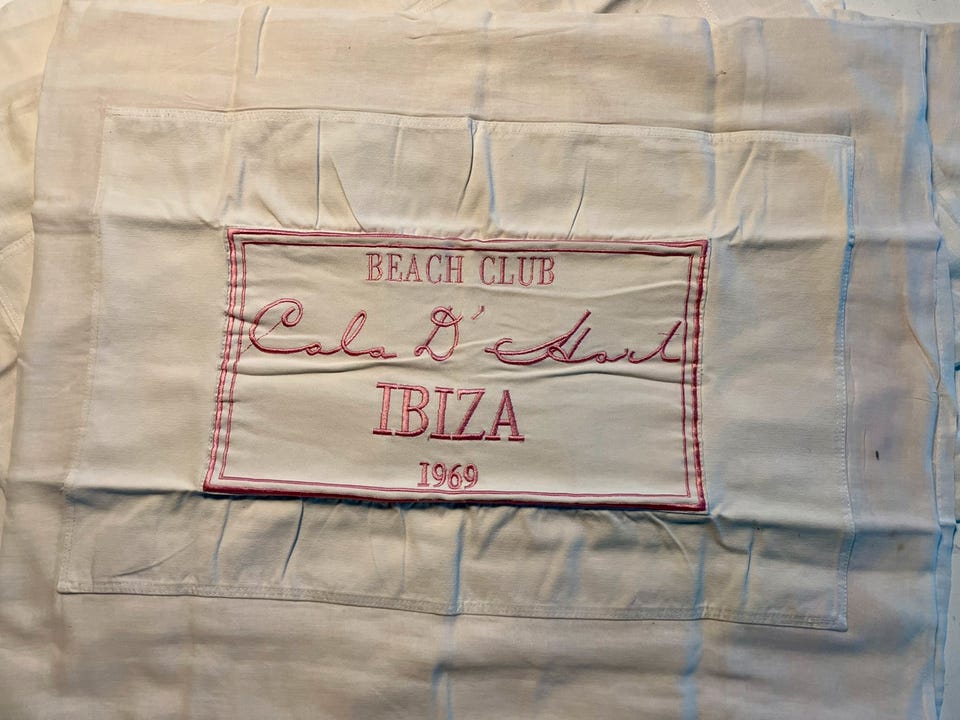 BEACH CLUB
Cala D' Hort
IBIZA
1969